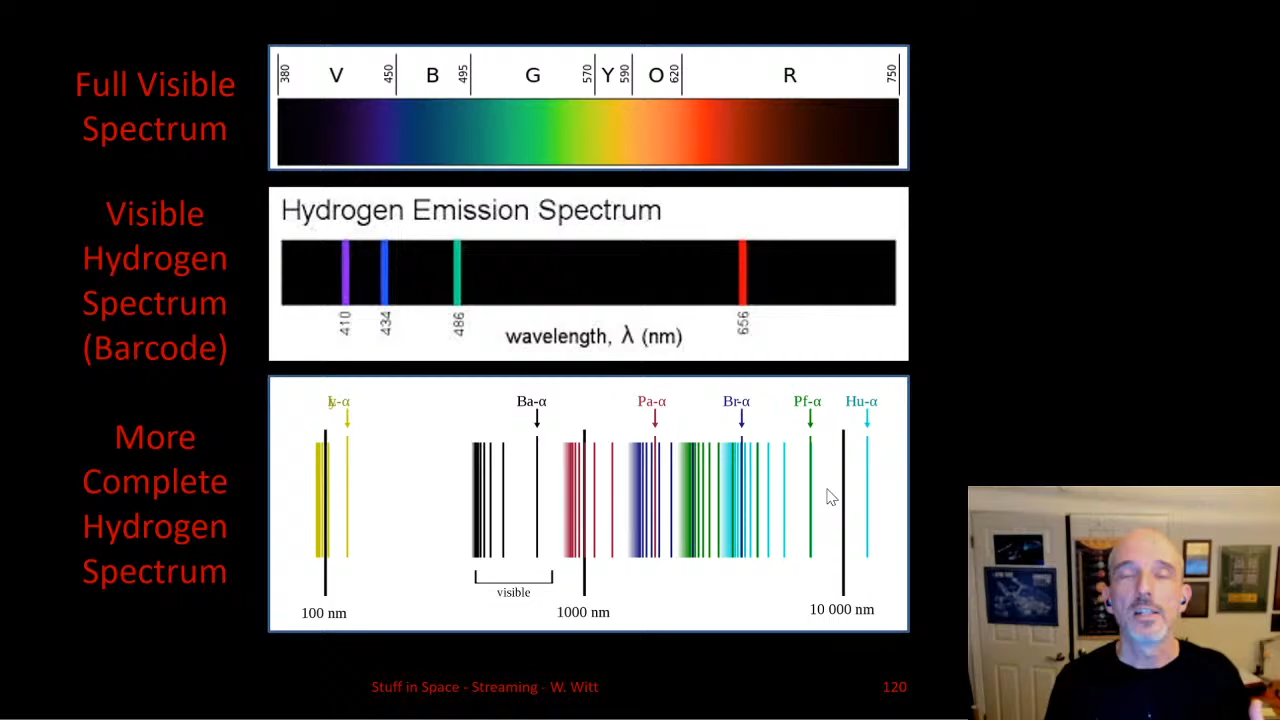 Full Visible
Spectrum
380 V 450 B 495 G 570 Y 590 O 620 R 750
Visible
Hydrogen
Spectrum
(Barcode)
Hydrogen Emission Spectrum
410 434 486 656
wavelength, λ (nm)
More
Complete
Hydrogen
Spectrum
Ly-α Ba-α Pa-α Br-α Pf-α Hu-α
visible
100 nm 1000 nm 10 000 nm
Stuff in Space - Streaming - W. Witt 120